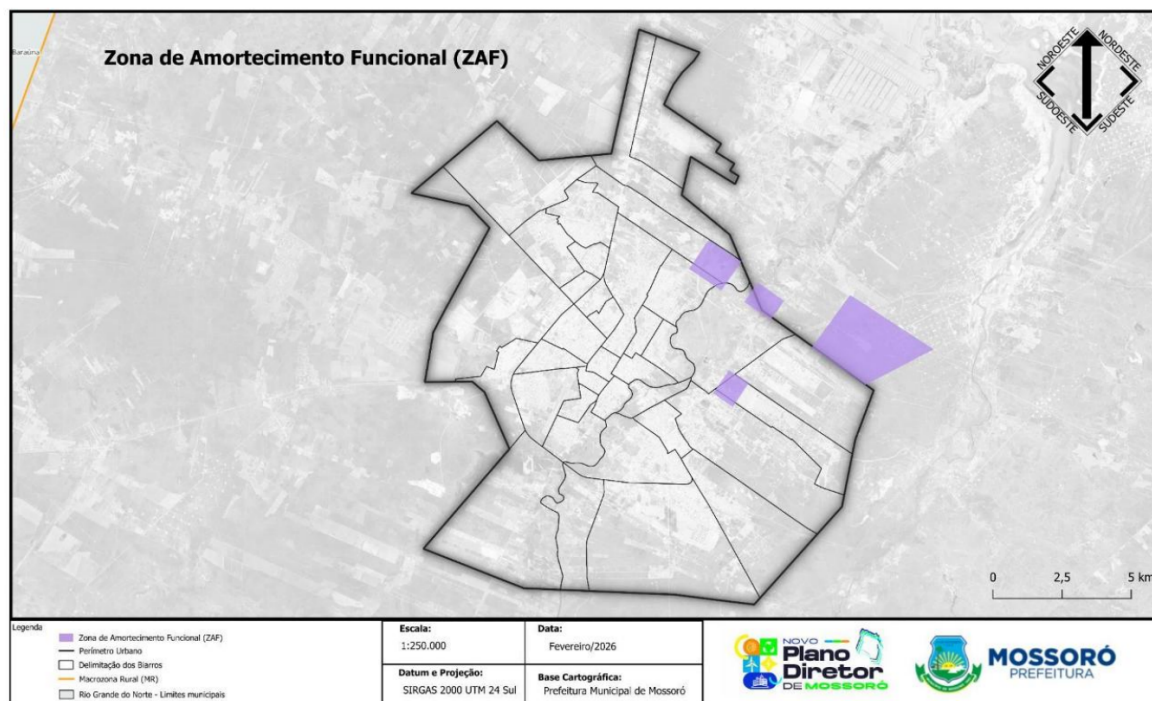 Baraúna
Zona de Amortecimento Funcional (ZAF)
NOROESTE
NORDESTE
SUDOESTE
SUDESTE
0 2,5 5 km
Legenda
Zona de Amortecimento Funcional (ZAF)
Perímetro Urbano
Delimitação dos Biarros
Macrozona Rural (MR)
Rio Grande do Norte - Limites municipais
Escala:
1:250.000
Data:
Fevereiro/2026
Datum e Projeção:
SIRGAS 2000 UTM 24 Sul
Base Cartográfica:
Prefeitura Municipal de Mossoró
NOVO
Plano
Diretor
DE MOSSORÓ
MOSSORÓ
PREFEITURA